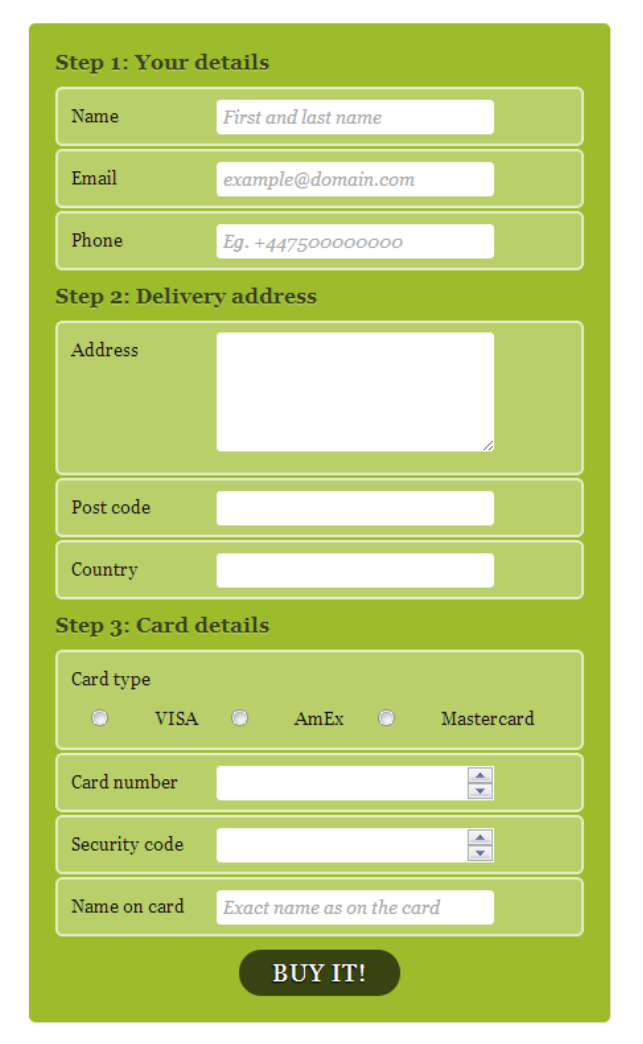 Step 1: Your details
Name First and last name
Email example@domain.com
Phone Eg. +447500000000
Step 2: Delivery address
Address
Post code
Country
Step 3: Card details
Card type
VISA AmEx Mastercard
Card number
Security code
Name on card Exact name as on the card
BUY IT!